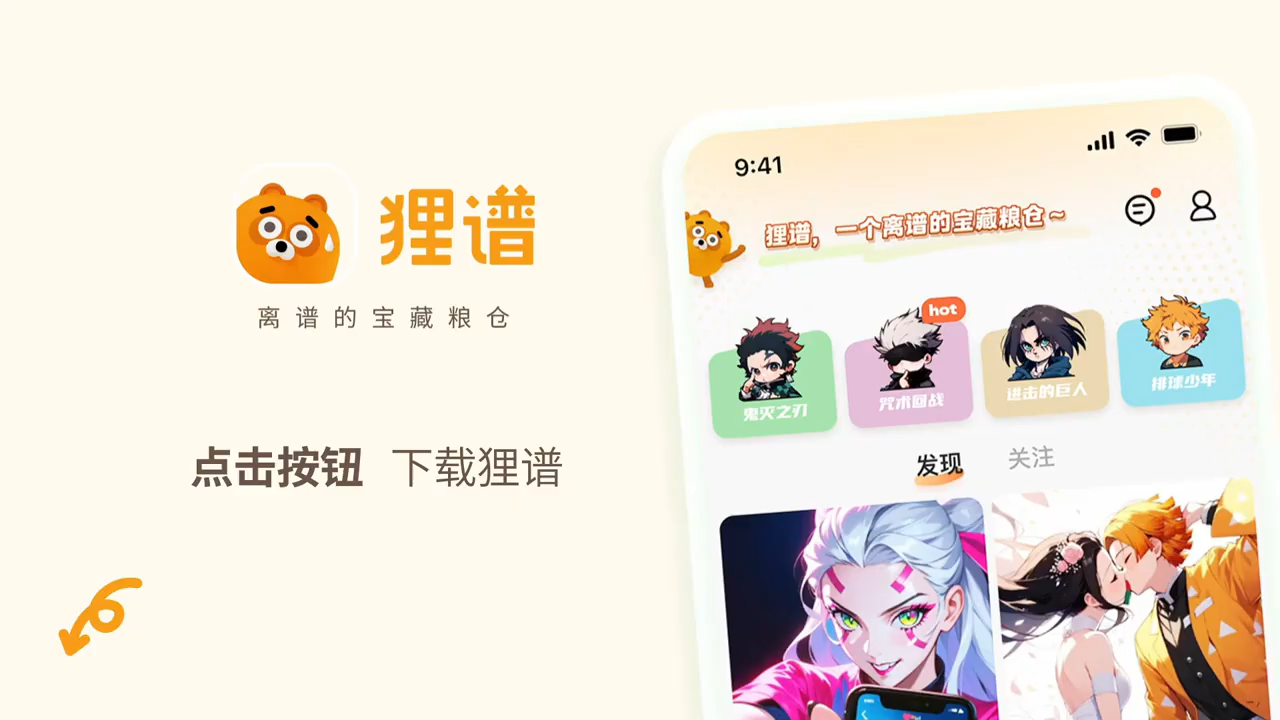 狸谱
离谱的宝藏粮仓
点击按钮 下载狸谱
9:41
狸谱，一个离谱的宝藏粮仓~
hot
鬼灭之刃
咒术回战
进击的巨人
排球少年
发现 关注